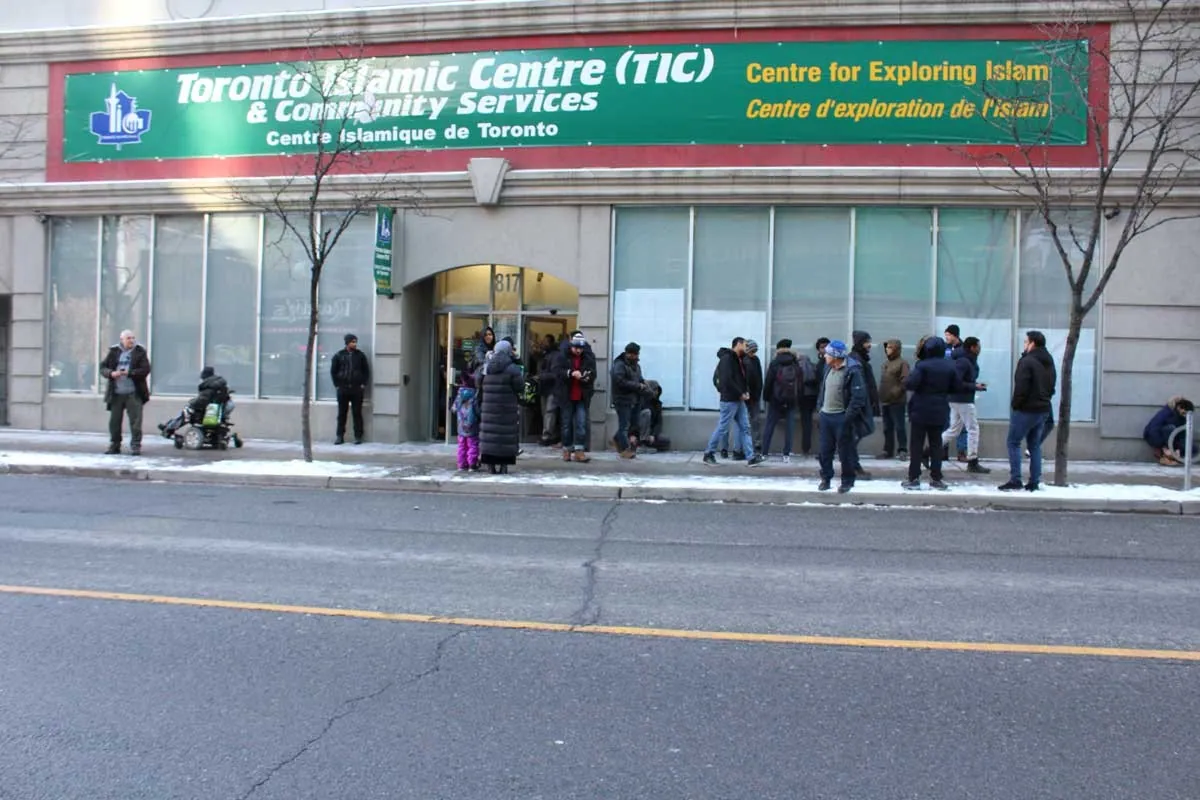 Toronto Islamic Centre (TIC)
& Community Services
Centre Islamique de Toronto
Centre for Exploring Islam
Centre d'exploration de l'Islam
817